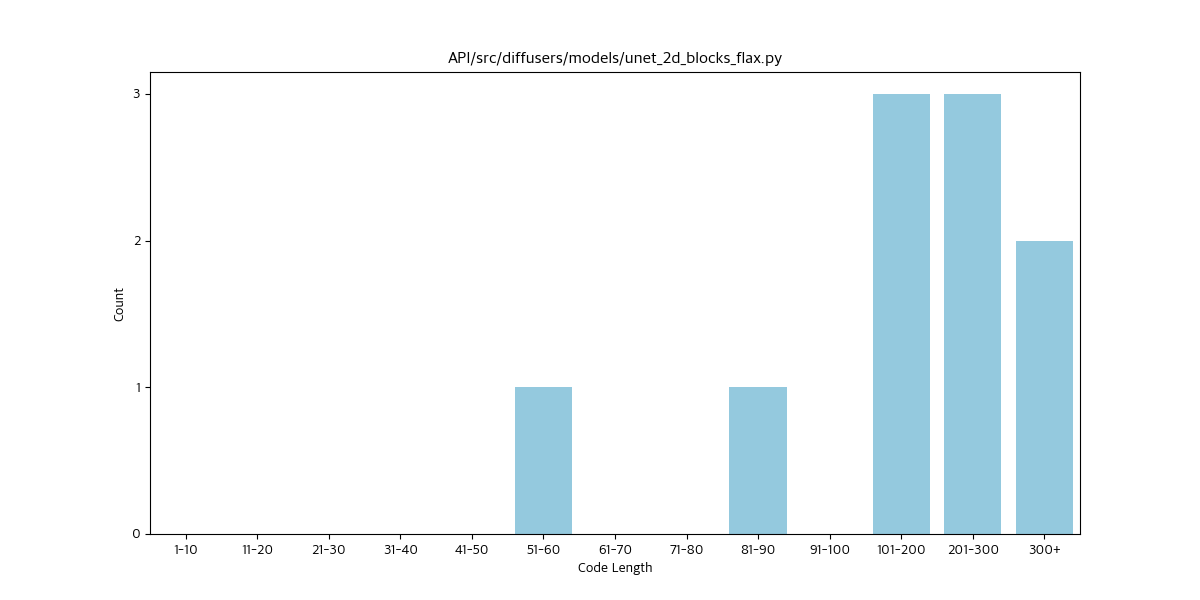 API/src/diffusers/models/unet_2d_blocks_flax.py
3
2
1
0
Count
1-10 11-20 21-30 31-40 41-50 51-60 61-70 71-80 81-90 91-100 101-200 201-300 300+
Code Length